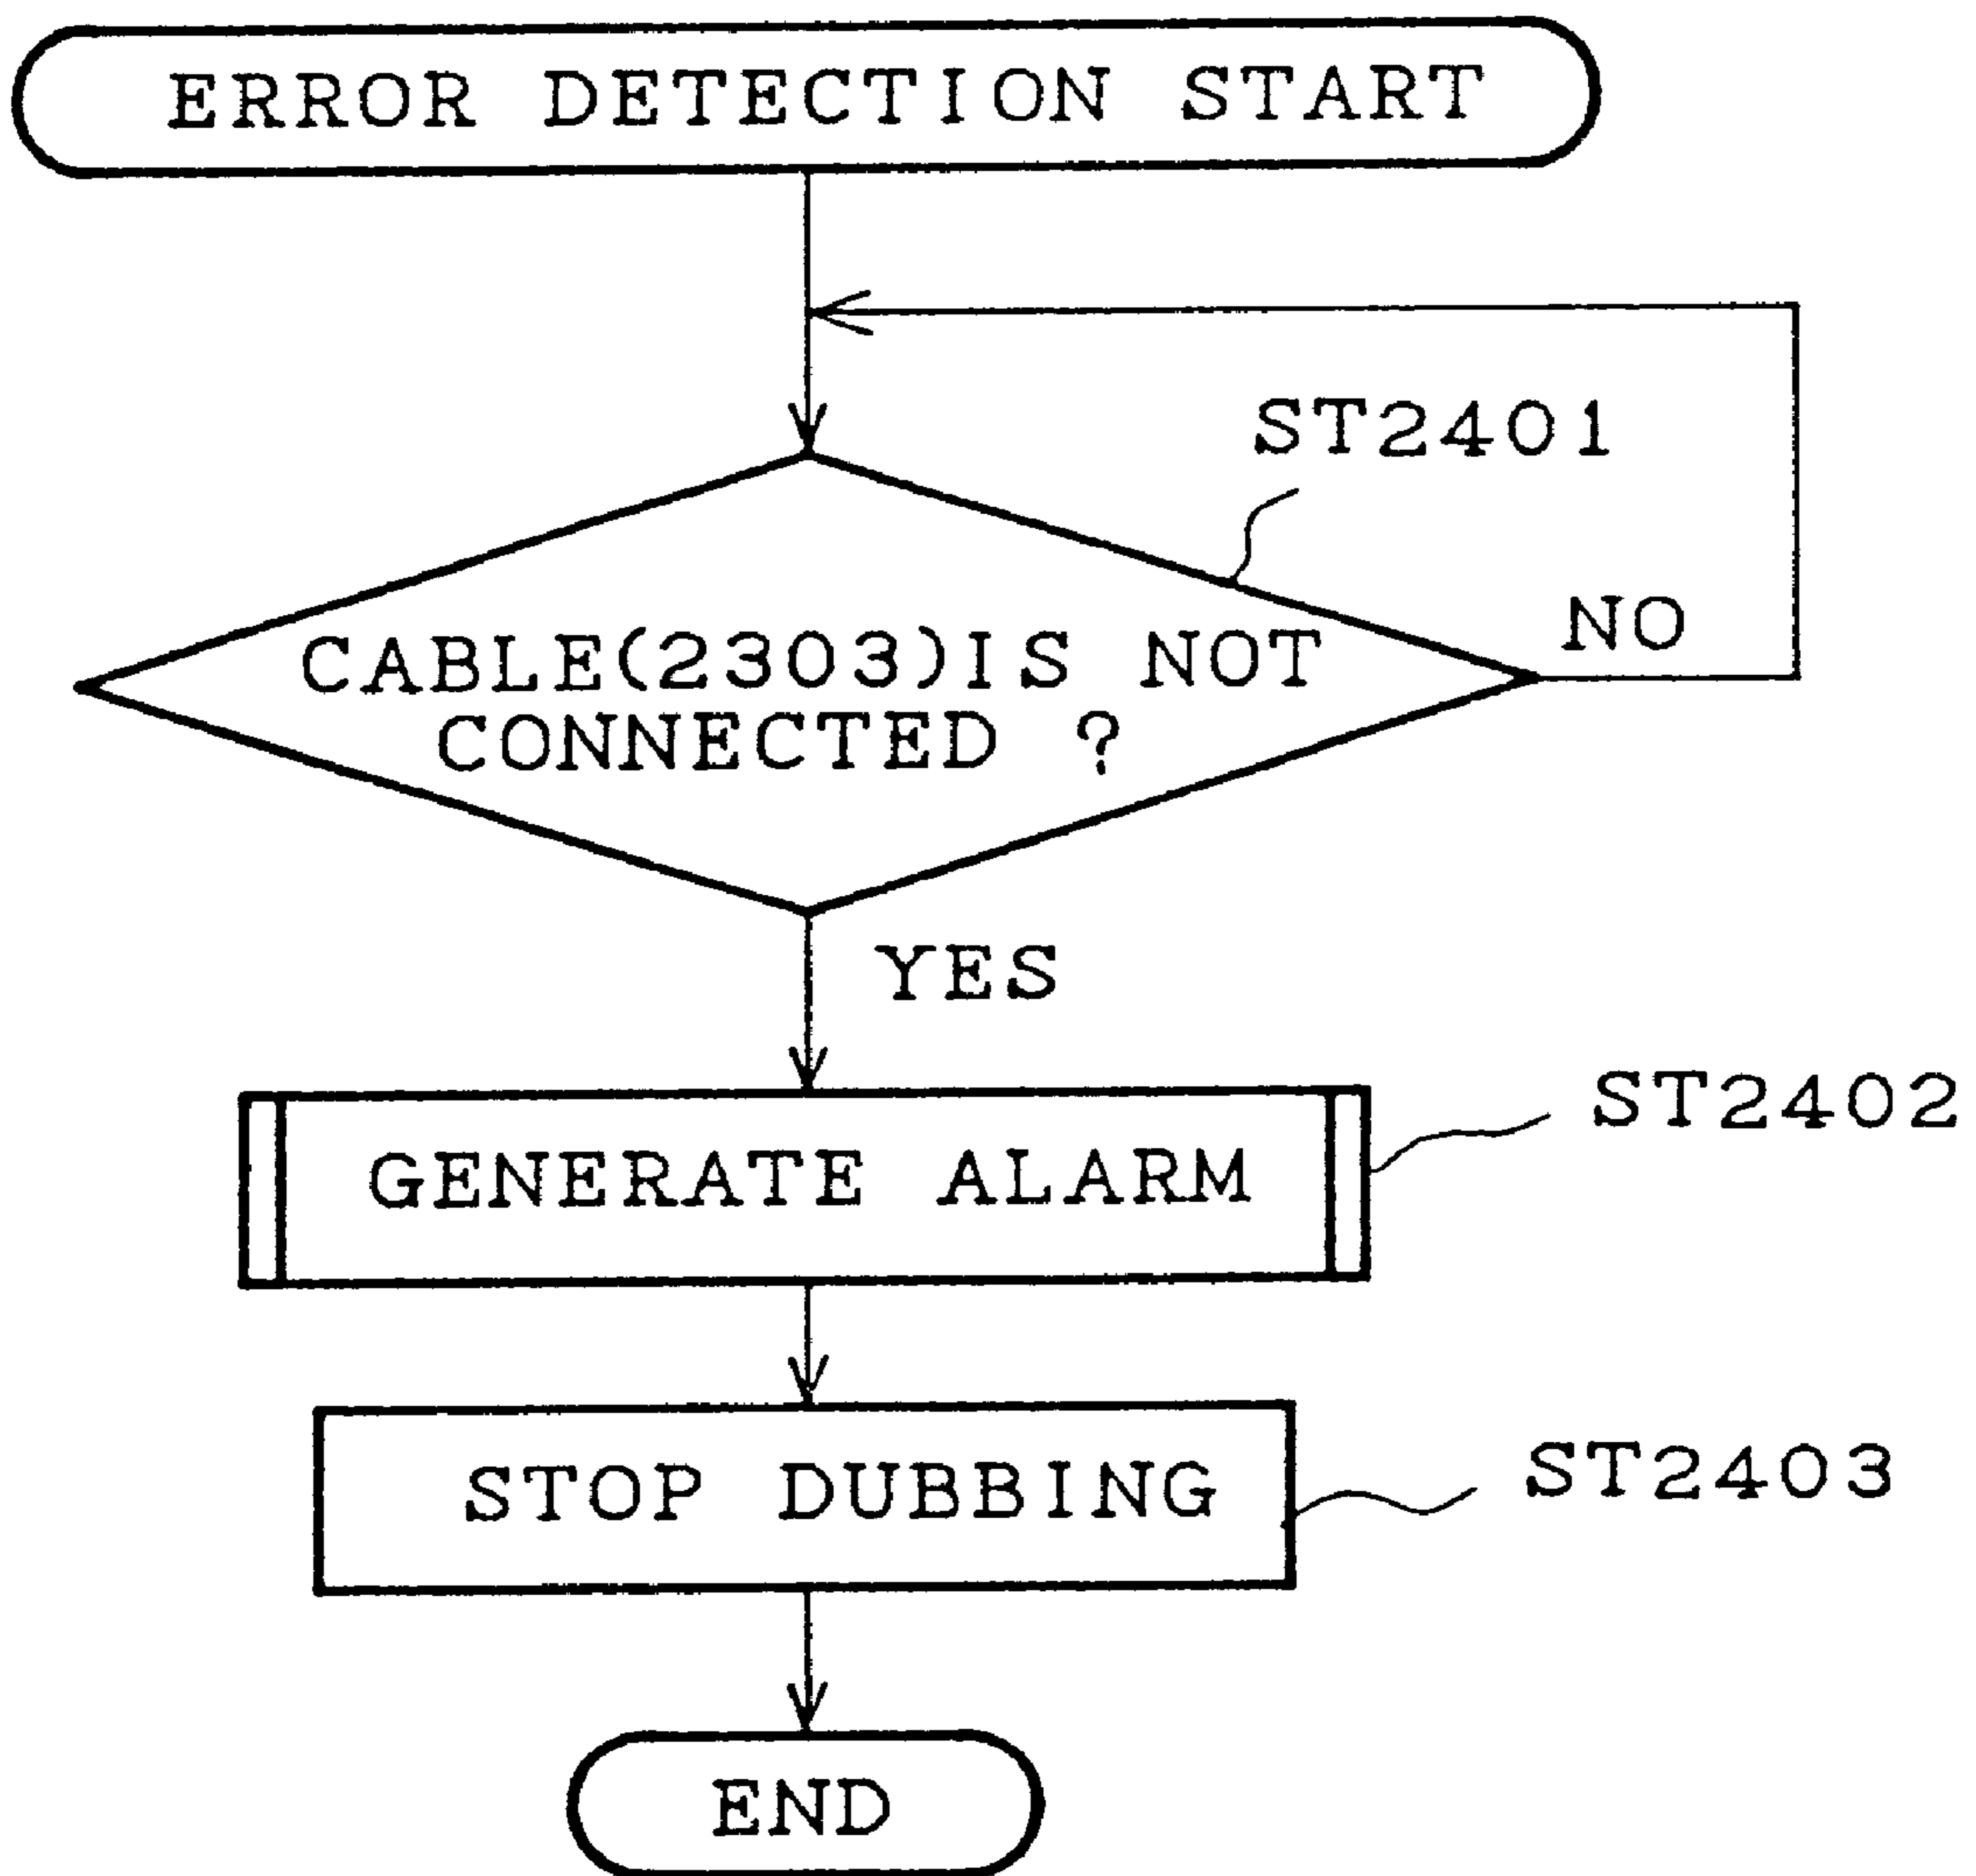 ERROR DETECTION START
ST2401
NO
CABLE(2303)IS NOT
CONNECTED ?
YES
ST2402
GENERATE ALARM
ST2403
STOP DUBBING
END